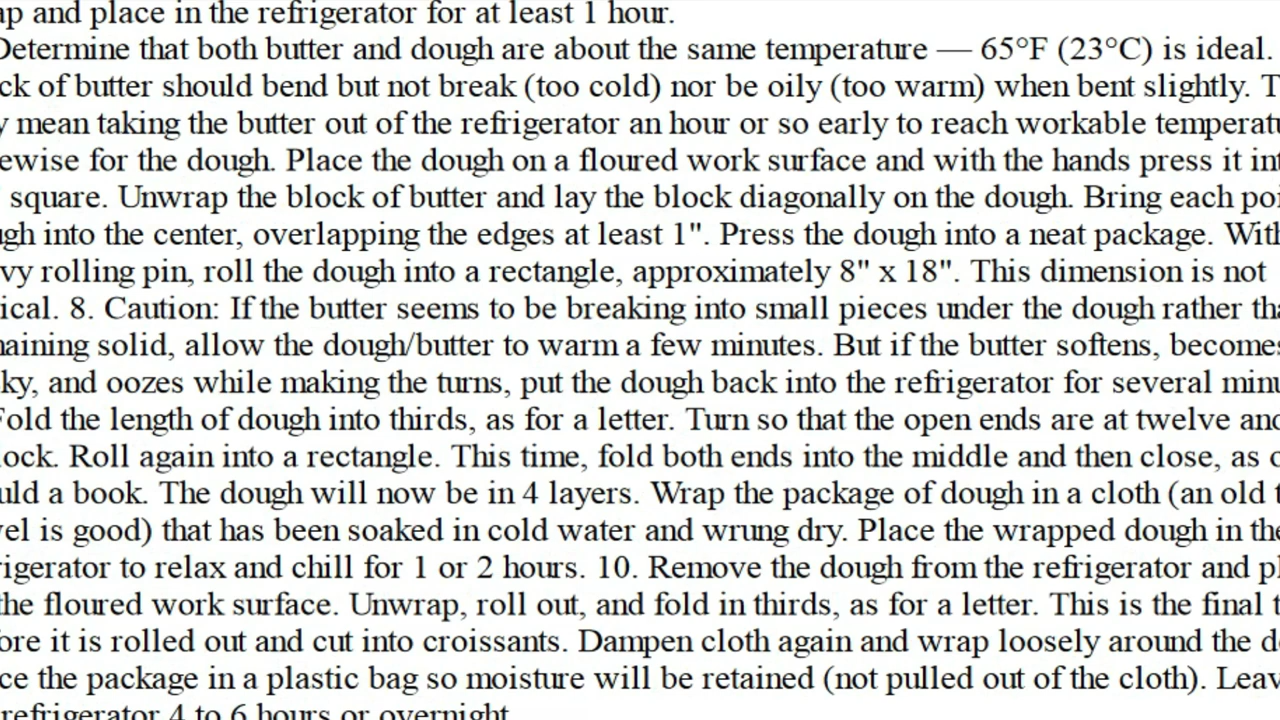 ap and place in the refrigerator for at least 1 hour.
Determine that both butter and dough are about the same temperature — 65°F (23°C) is ideal.
ck of butter should bend but not break (too cold) nor be oily (too warm) when bent slightly. T
y mean taking the butter out of the refrigerator an hour or so early to reach workable temperatu
ewise for the dough. Place the dough on a floured work surface and with the hands press it int
square. Unwrap the block of butter and lay the block diagonally on the dough. Bring each poi
ugh into the center, overlapping the edges at least 1". Press the dough into a neat package. With
vy rolling pin, roll the dough into a rectangle, approximately 8" x 18". This dimension is not
ical. 8. Caution: If the butter seems to be breaking into small pieces under the dough rather tha
naining solid, allow the dough/butter to warm a few minutes. But if the butter softens, becomes
ky, and oozes while making the turns, put the dough back into the refrigerator for several minu
Fold the length of dough into thirds, as for a letter. Turn so that the open ends are at twelve and
lock. Roll again into a rectangle. This time, fold both ends into the middle and then close, as o
uld a book. The dough will now be in 4 layers. Wrap the package of dough in a cloth (an old t
vel is good) that has been soaked in cold water and wrung dry. Place the wrapped dough in the
rigerator to relax and chill for 1 or 2 hours. 10. Remove the dough from the refrigerator and pl
the floured work surface. Unwrap, roll out, and fold in thirds, as for a letter. This is the final t
ore it is rolled out and cut into croissants. Dampen cloth again and wrap loosely around the do
ce the package in a plastic bag so moisture will be retained (not pulled out of the cloth). Leav
refrigerator 4 to 6 hours or overnight